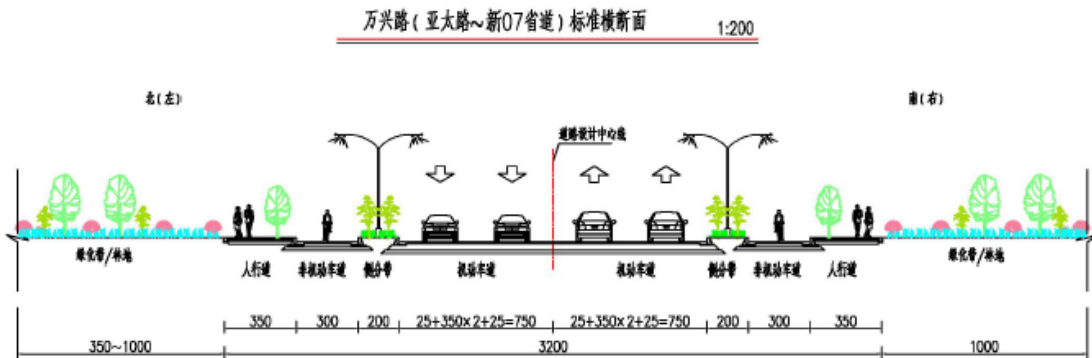 万兴路(亚太路~新07省道)标准横断面 1:200
北(左) 南(右)
道路设计中心线
绿化带/林地 人行道 非机动车道 侧分带 机动车道 机动车道 侧分带 非机动车道 人行道 绿化带/林地
350 300 200 25+350x2+25=750 25+350x2+25=750 200 300 350
350~1000 3200 1000